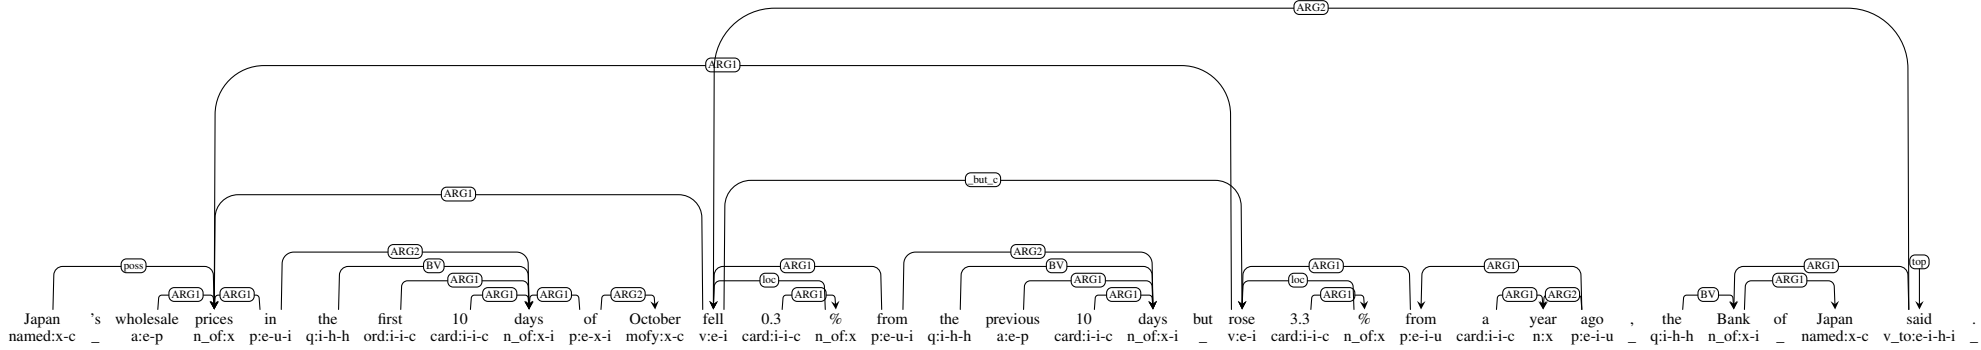 ARG2
ARG1
_but_c
ARG1
ARG2 ARG2
poss BV ARG1 BV ARG1 ARG1 ARG1 top
ARG1 loc ARG1 loc ARG1
ARG1 ARG1 ARG1 ARG1 ARG2 ARG1 ARG1 ARG1 ARG1 ARG2 BV
Japan 's wholesale prices in the first 10 days of October fell 0.3 % from the previous 10 days but rose 3.3 % from a year ago , the Bank of Japan said .
named:x-c _ a:e-p n_of:x p:e-u-i q:i-h-h ord:i-i-c card:i-i-c n_of:x-i p:e-x-i mofy:x-c v:e-i card:i-i-c n_of:x p:e-u-i q:i-h-h a:e-p card:i-i-c n_of:x-i _ v:e-i card:i-i-c n_of:x p:e-i-u card:i-i-c n:x p:e-i-u _ q:i-h-h n_of:x-i _ named:x-c v_to:e-i-h-i _